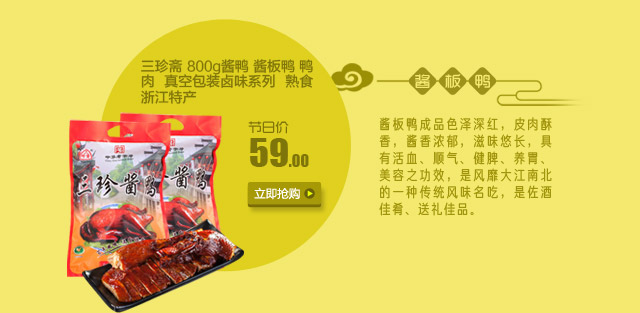 三珍斋 800g酱鸭 酱板鸭 鸭
肉 真空包装卤味系列 熟食
浙江特产
节日价
59.00
立即抢购
酱板鸭
酱板鸭成品色泽深红，皮肉酥
香，酱香浓郁，滋味悠长，具
有活血、顺气、健脾、养胃、
美容之功效，是风靡大江南北
的一种传统风味名吃，是佐酒
佳肴、送礼佳品。
三珍酱鸭